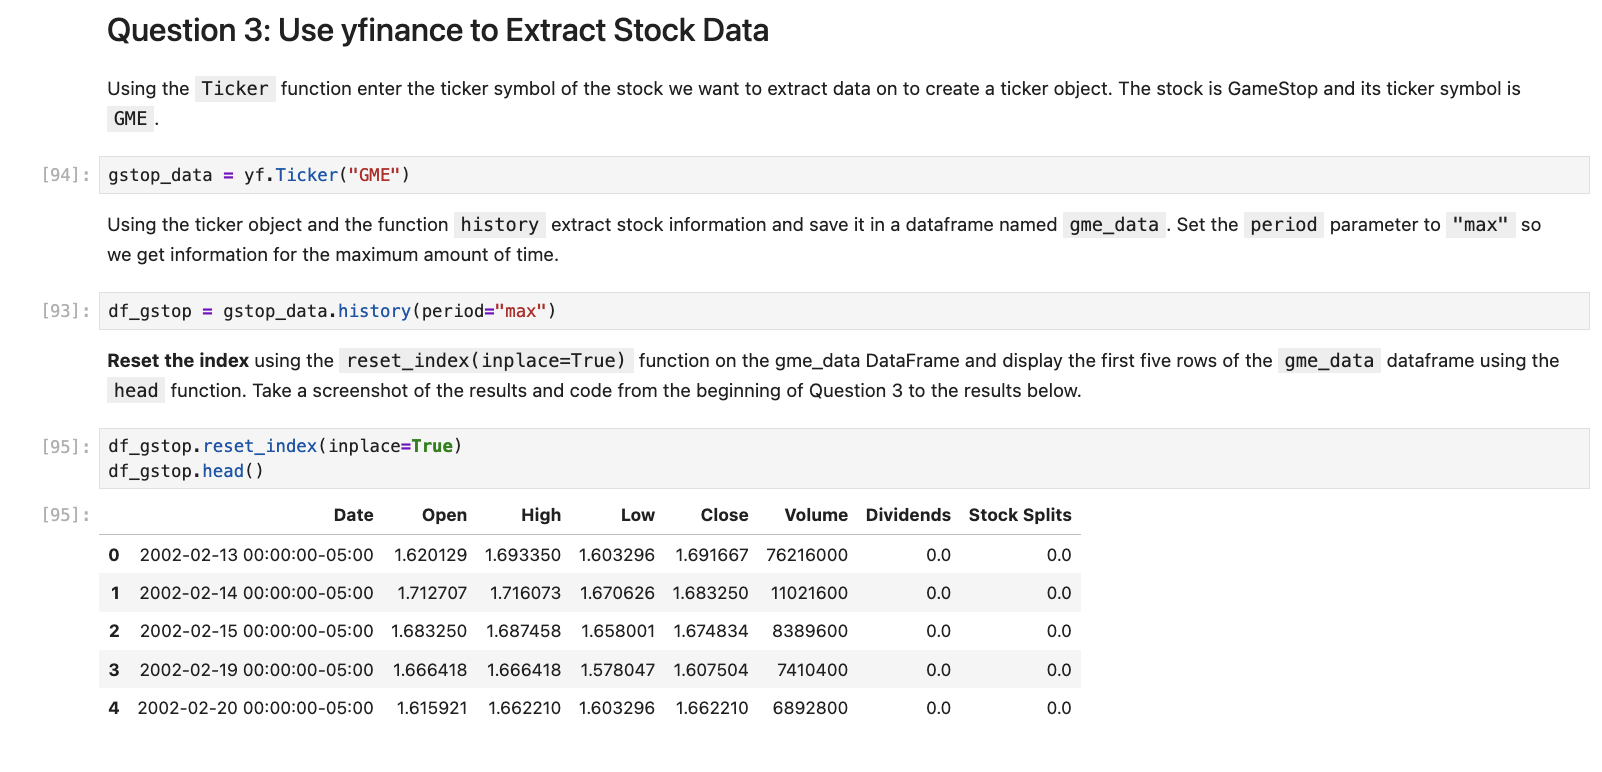 Question 3: Use yfinance to Extract Stock Data
Using the Ticker function enter the ticker symbol of the stock we want to extract data on to create a ticker object. The stock is GameStop and its ticker symbol is
GME .
[94]: gstop_data = yf.Ticker("GME")
Using the ticker object and the function history extract stock information and save it in a dataframe named gme_data . Set the period parameter to "max" so
we get information for the maximum amount of time.
[93]: df_gstop = gstop_data.history(period="max")
Reset the index using the reset_index(inplace=True) function on the gme_data DataFrame and display the first five rows of the gme_data dataframe using the
head function. Take a screenshot of the results and code from the beginning of Question 3 to the results below.
[95]: df_gstop.reset_index(inplace=True)
df_gstop.head()
[95]: Date Open High Low Close Volume Dividends Stock Splits
0 2002-02-13 00:00:00-05:00 1.620129 1.693350 1.603296 1.691667 76216000 0.0 0.0
1 2002-02-14 00:00:00-05:00 1.712707 1.716073 1.670626 1.683250 11021600 0.0 0.0
2 2002-02-15 00:00:00-05:00 1.683250 1.687458 1.658001 1.674834 8389600 0.0 0.0
3 2002-02-19 00:00:00-05:00 1.666418 1.666418 1.578047 1.607504 7410400 0.0 0.0
4 2002-02-20 00:00:00-05:00 1.615921 1.662210 1.603296 1.662210 6892800 0.0 0.0